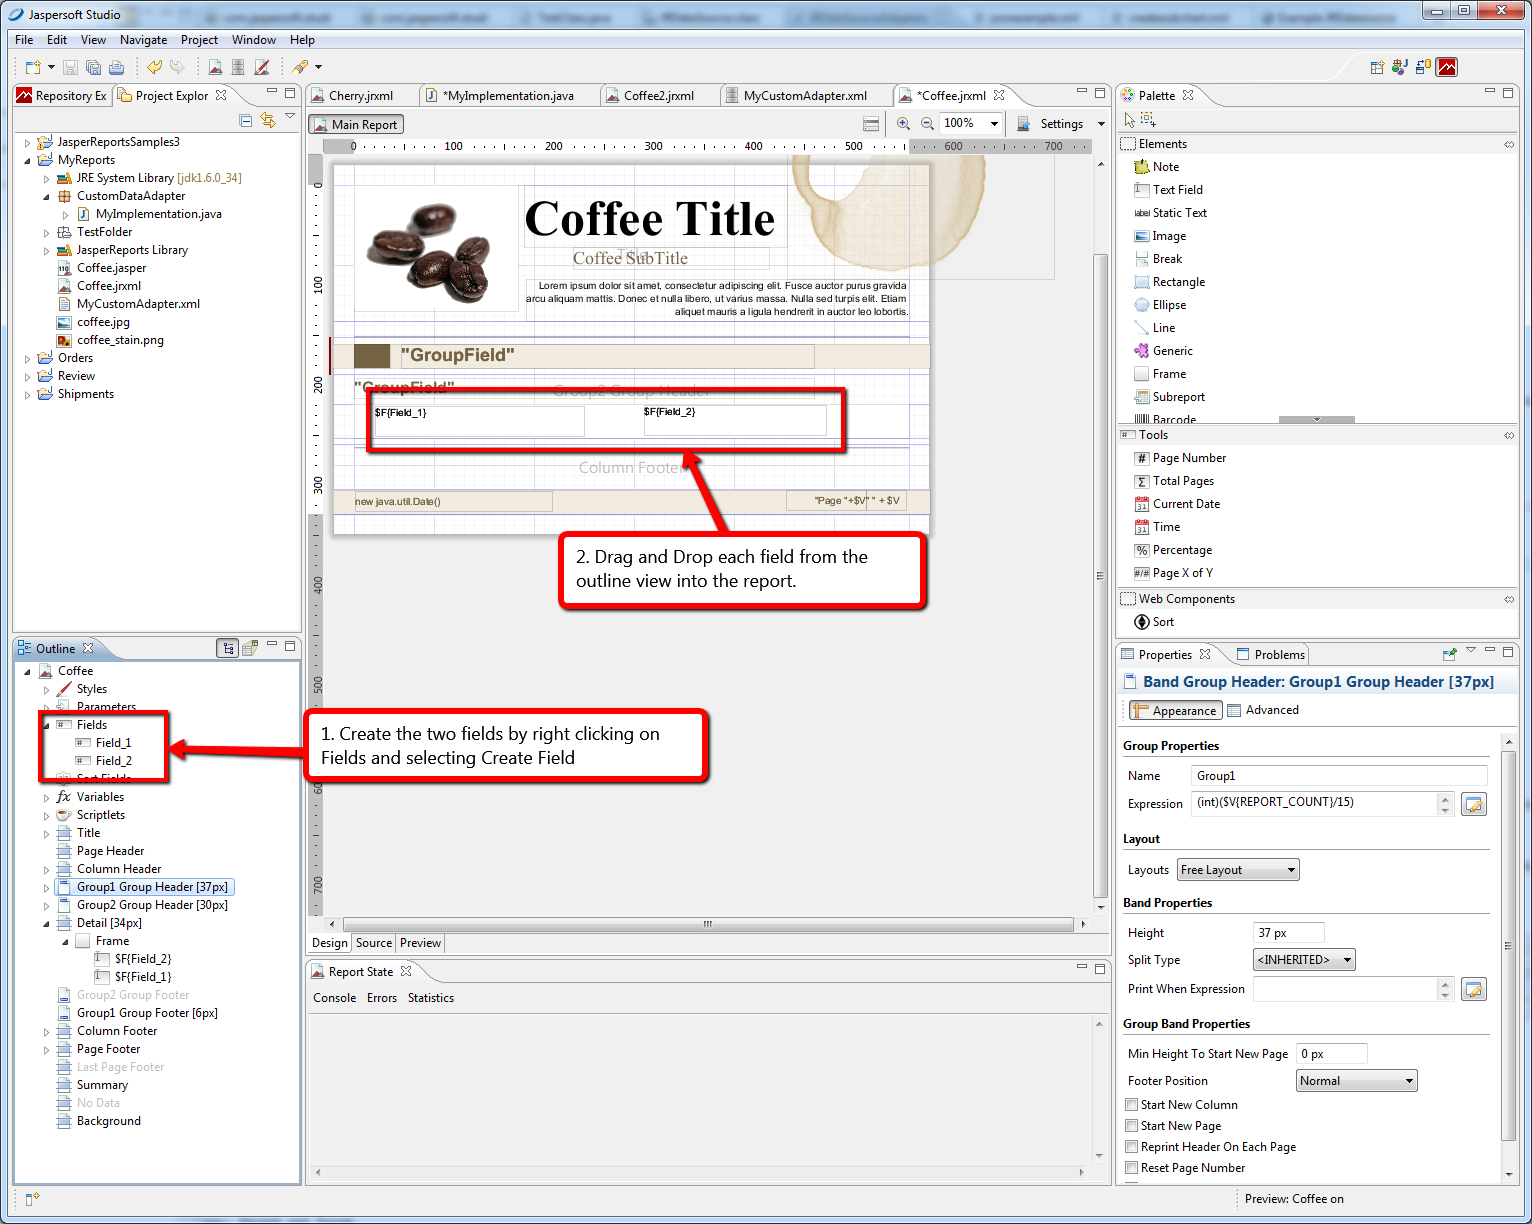 Jaspersoft Studio
File Edit View Navigate Project Window Help
Repository Ex
Project Explor
JasperReportsSamples3
MyReports
JRE System Library [jdk1.6.0_34]
CustomDataAdapter
MyImplementation.java
TestFolder
JasperReports Library
Coffee.jasper
Coffee.jrxml
MyCustomAdapter.xml
coffee.jpg
coffee_stain.png
Orders
Review
Shipments
Outline
Coffee
Styles
Parameters
Fields
Field_1
Field_2
Sort Fields
Variables
Scriptlets
Title
Page Header
Column Header
Group1 Group Header [37px]
Group2 Group Header [30px]
Detail [34px]
Frame
$F{Field_2}
$F{Field_1}
Group2 Group Footer
Group1 Group Footer [6px]
Column Footer
Page Footer
Last Page Footer
Summary
No Data
Background
Cherry.jrxml
*MyImplementation.java
Coffee2.jrxml
MyCustomAdapter.xml
*Coffee.jrxml
Main Report
100%
Settings
0 100 200 300 400 500 600 700
0
100
200
300
400
500
600
700
Coffee Title
Title
Coffee SubTitle
Lorem ipsum dolor sit amet, consectetur adipiscing elit. Fusce auctor purus gravida
arcu aliquam mattis. Donec et nulla libero, ut varius massa. Nulla sed turpis elit. Etiam
aliquet mauris a ligula hendrerit in auctor leo lobortis.
"GroupField"
"GroupField"
Group2 Group Header
$F{Field_1}
$F{Field_2}
Column Footer
new java.util.Date()
"Page "+$V
" " + $V
2. Drag and Drop each field from the
outline view into the report.
1. Create the two fields by right clicking on
Fields and selecting Create Field
Design Source Preview
Report State
Console Errors Statistics
Palette
Elements
Note
Text Field
label Static Text
Image
Break
Rectangle
Ellipse
Line
Generic
Frame
Subreport
Barcode
Tools
# Page Number
Σ Total Pages
31 Current Date
31 Time
% Percentage
#/# Page X of Y
Web Components
Sort
Properties
Problems
Band Group Header: Group1 Group Header [37px]
Appearance
Advanced
Group Properties
Name Group1
Expression (int)($V{REPORT_COUNT}/15)
Layout
Layouts Free Layout
Band Properties
Height 37 px
Split Type <INHERITED>
Print When Expression
Group Band Properties
Min Height To Start New Page 0 px
Footer Position Normal
Start New Column
Start New Page
Reprint Header On Each Page
Reset Page Number
Preview: Coffee on